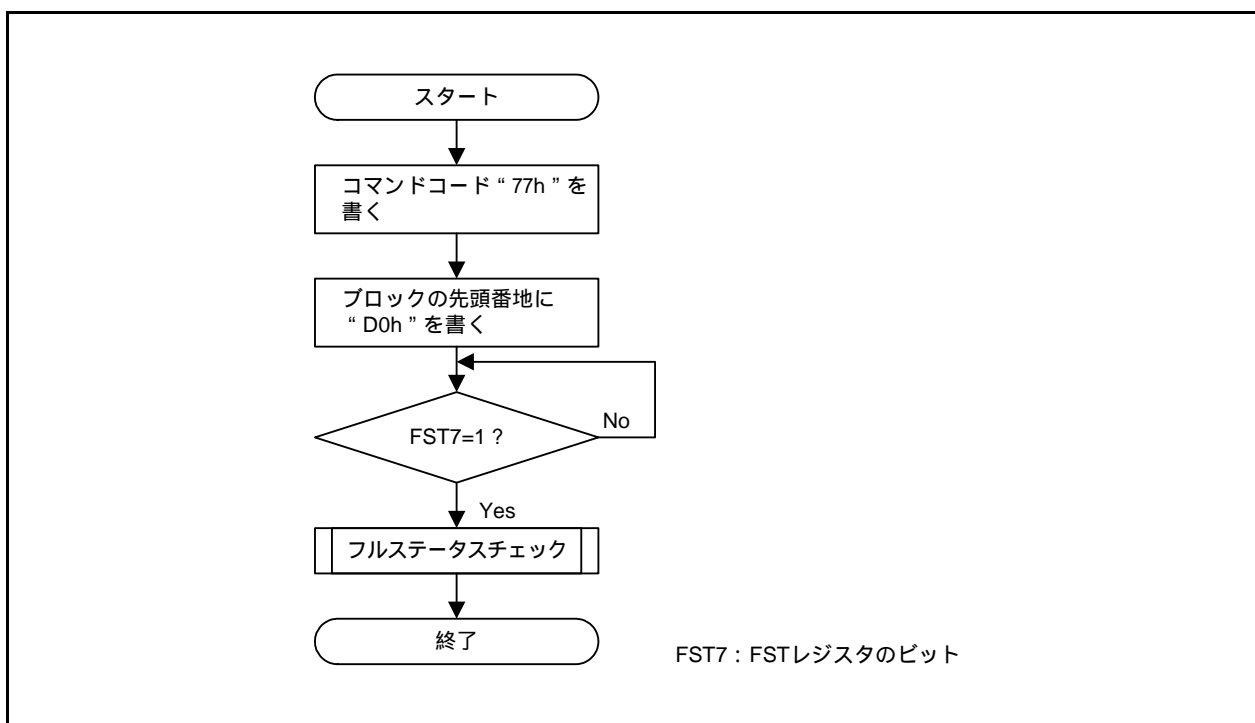 スタート
コマンドコード“77h”を
書く
ブロックの先頭番地に
“D0h”を書く
FST7=1 ?
No
Yes
フルステータスチェック
終了
FST7 : FSTレジスタのビット